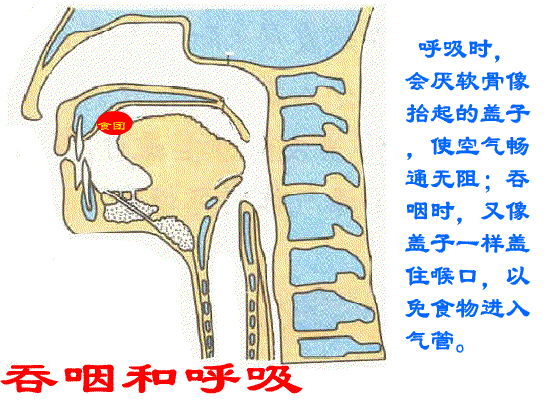 呼吸时，
会厌软骨像
抬起的盖子
，使空气畅
通无阻；吞
咽时，又像
盖子一样盖
住喉口，以
免食物进入
气管。
食团
吞咽和呼吸